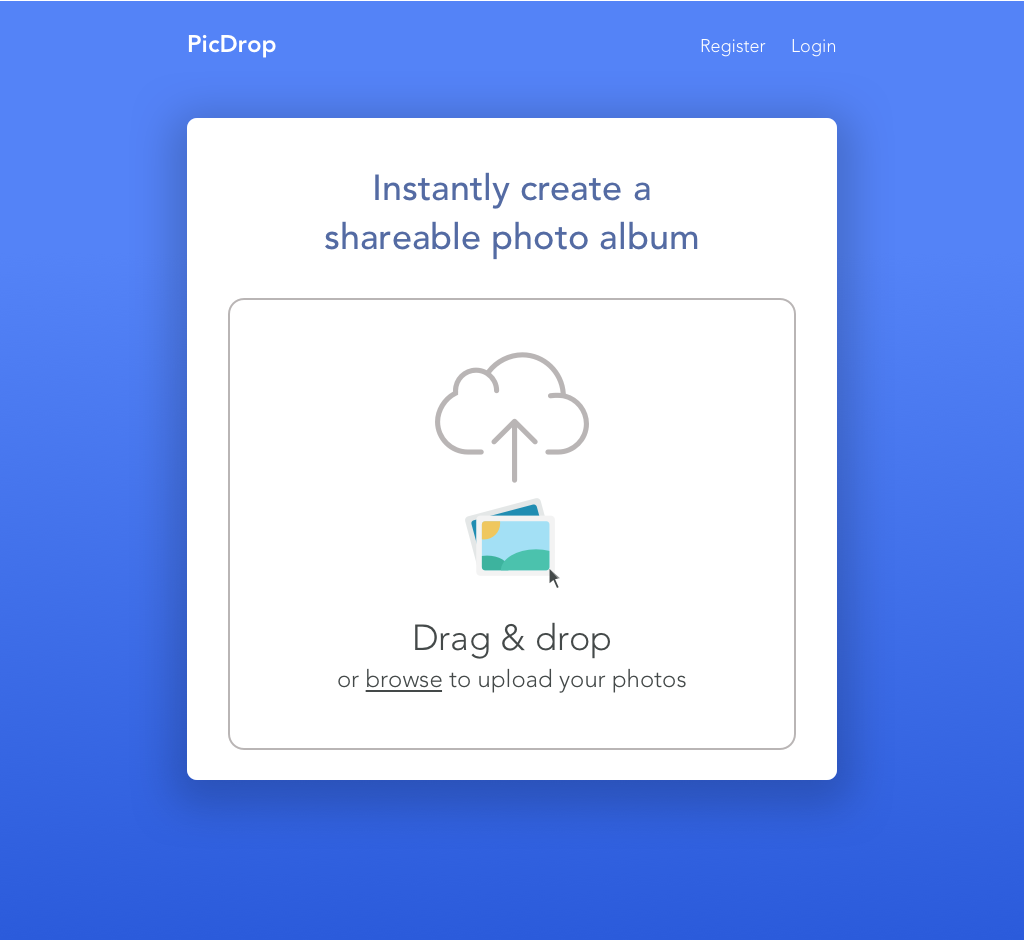 PicDrop
Register Login
Instantly create a
shareable photo album
Drag & drop
or browse to upload your photos